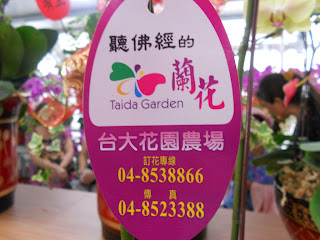 聽佛經的
蘭花
Taida Garden
台大花園農場
訂花專線
04-8538866
傳真
04-8523388